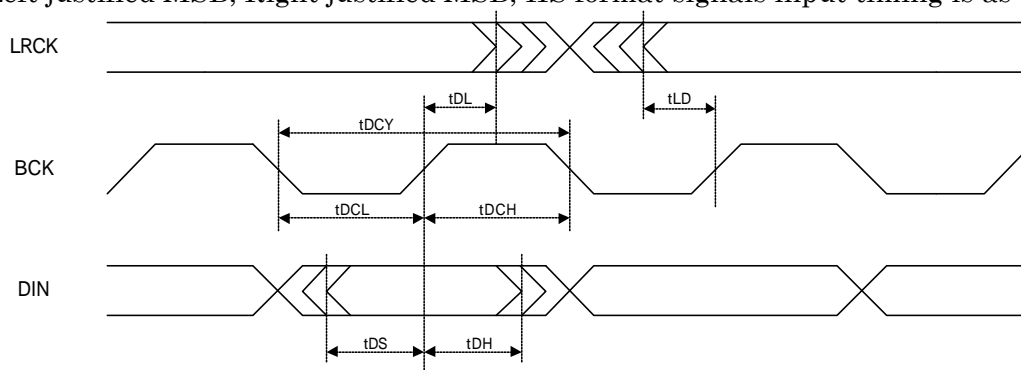 Left justified MSB, Right justified MSB, IIS format signals input timing is as
LRCK
tDL
tLD
tDCY
BCK
tDCL
tDCH
DIN
tDS
tDH